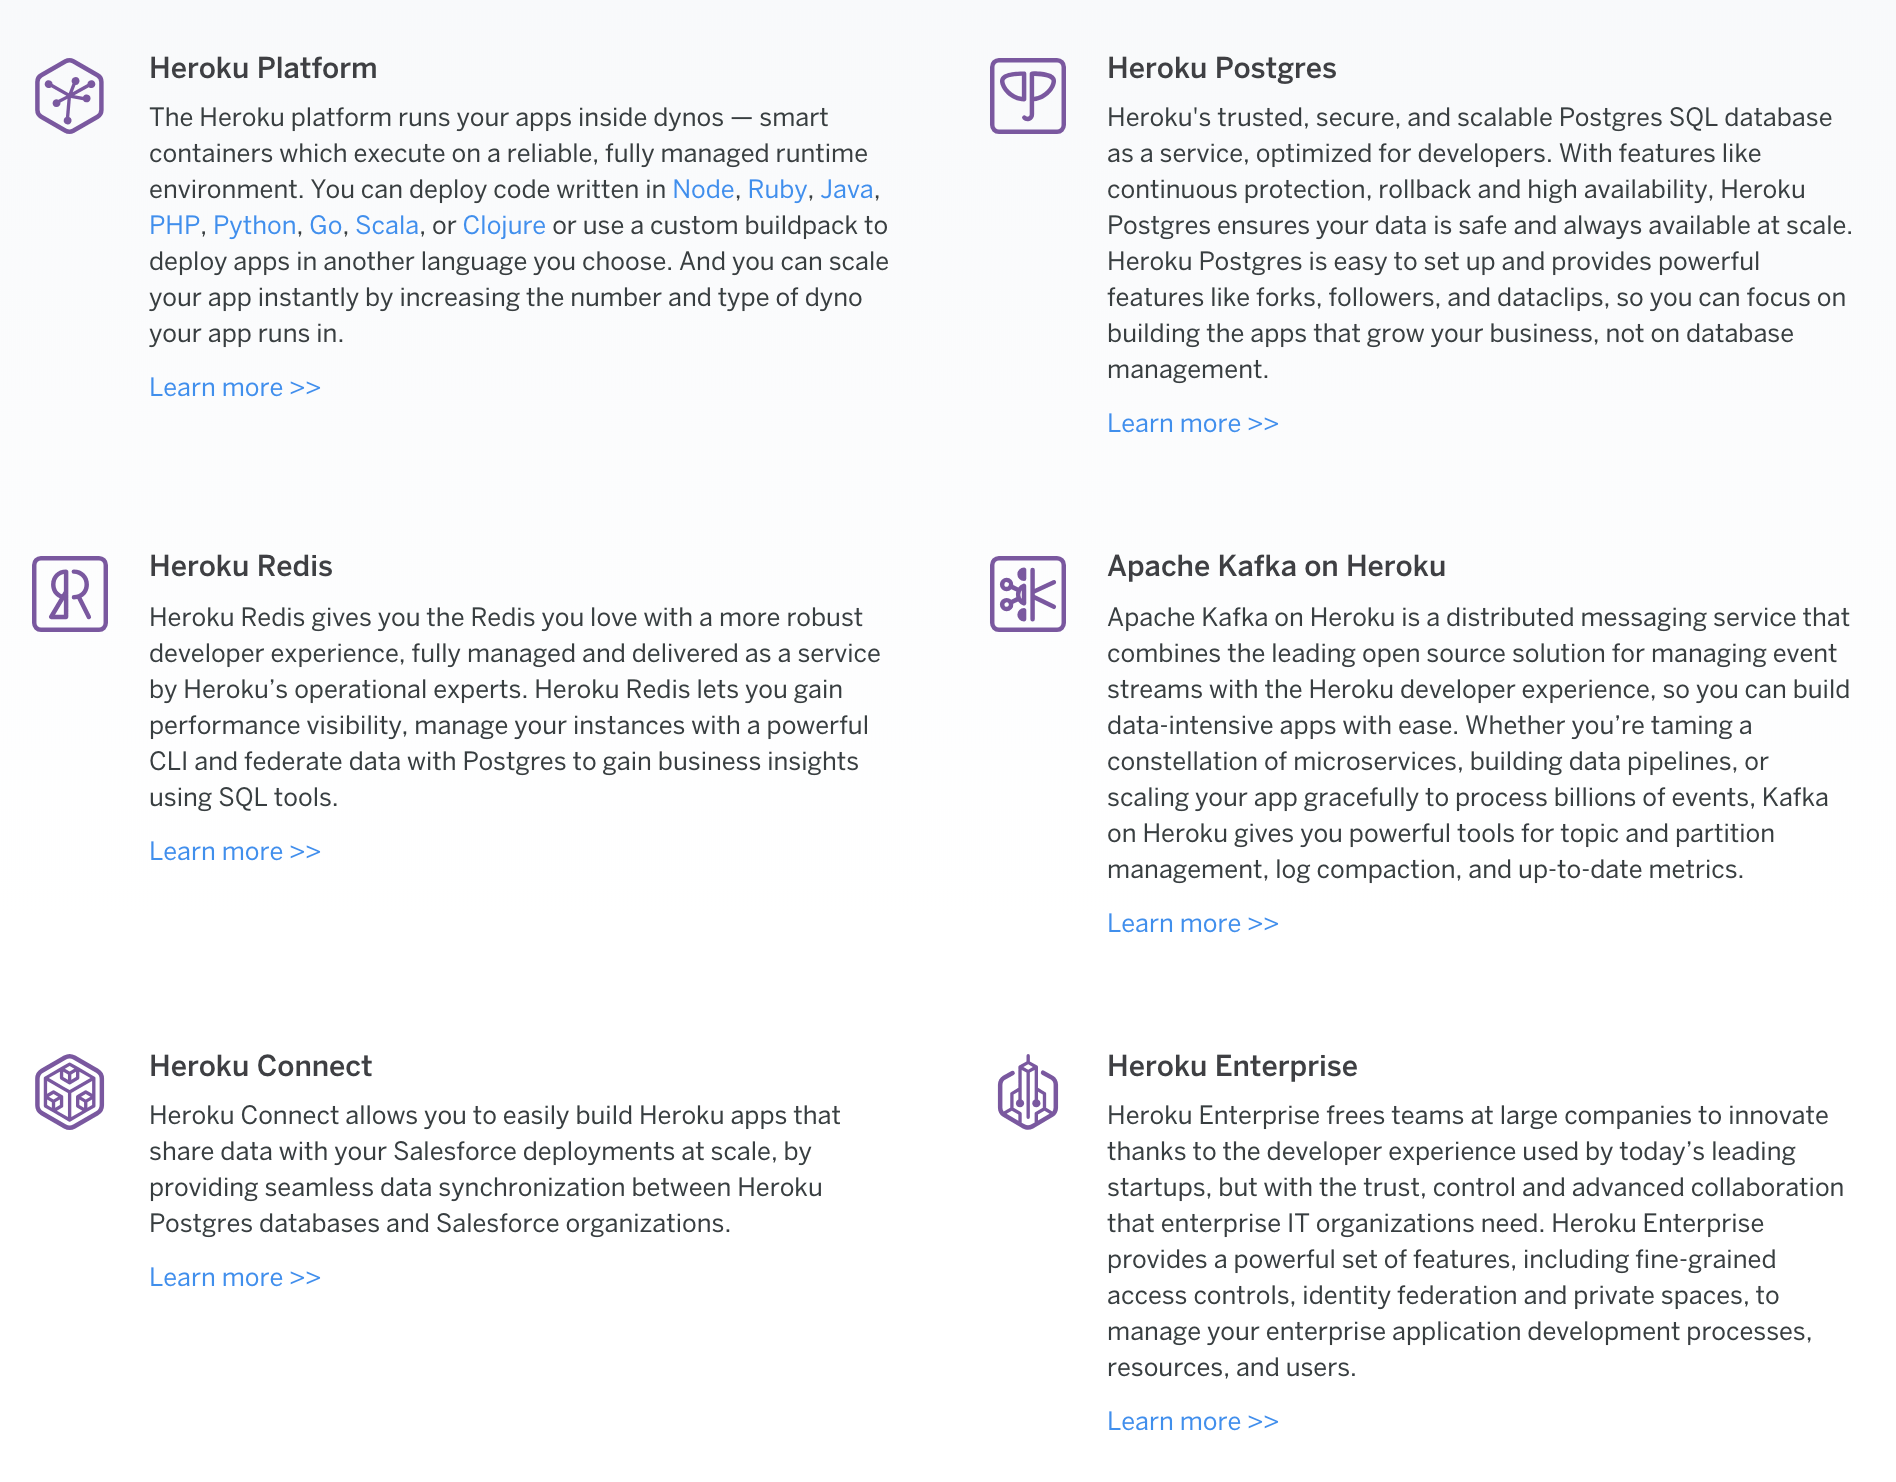 Heroku Platform
The Heroku platform runs your apps inside dynos — smart
containers which execute on a reliable, fully managed runtime
environment. You can deploy code written in Node, Ruby, Java,
PHP, Python, Go, Scala, or Clojure or use a custom buildpack to
deploy apps in another language you choose. And you can scale
your app instantly by increasing the number and type of dyno
your app runs in.
Learn more >>
Heroku Postgres
Heroku's trusted, secure, and scalable Postgres SQL database
as a service, optimized for developers. With features like
continuous protection, rollback and high availability, Heroku
Postgres ensures your data is safe and always available at scale.
Heroku Postgres is easy to set up and provides powerful
features like forks, followers, and dataclips, so you can focus on
building the apps that grow your business, not on database
management.
Learn more >>
Heroku Redis
Heroku Redis gives you the Redis you love with a more robust
developer experience, fully managed and delivered as a service
by Heroku’s operational experts. Heroku Redis lets you gain
performance visibility, manage your instances with a powerful
CLI and federate data with Postgres to gain business insights
using SQL tools.
Learn more >>
Apache Kafka on Heroku
Apache Kafka on Heroku is a distributed messaging service that
combines the leading open source solution for managing event
streams with the Heroku developer experience, so you can build
data-intensive apps with ease. Whether you’re taming a
constellation of microservices, building data pipelines, or
scaling your app gracefully to process billions of events, Kafka
on Heroku gives you powerful tools for topic and partition
management, log compaction, and up-to-date metrics.
Learn more >>
Heroku Connect
Heroku Connect allows you to easily build Heroku apps that
share data with your Salesforce deployments at scale, by
providing seamless data synchronization between Heroku
Postgres databases and Salesforce organizations.
Learn more >>
Heroku Enterprise
Heroku Enterprise frees teams at large companies to innovate
thanks to the developer experience used by today’s leading
startups, but with the trust, control and advanced collaboration
that enterprise IT organizations need. Heroku Enterprise
provides a powerful set of features, including fine-grained
access controls, identity federation and private spaces, to
manage your enterprise application development processes,
resources, and users.
Learn more >>